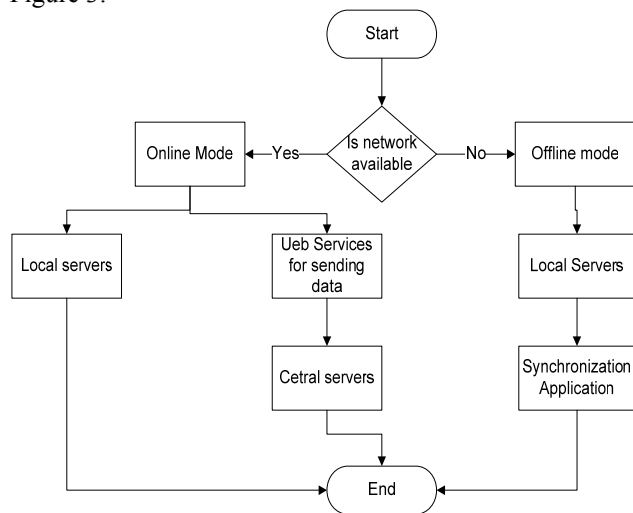 Figure 3.
Start
Is network
available
Yes
No
Online Mode
Offline mode
Local servers
Ueb Services
for sending
data
Local Servers
Cetral servers
Synchronization
Application
End